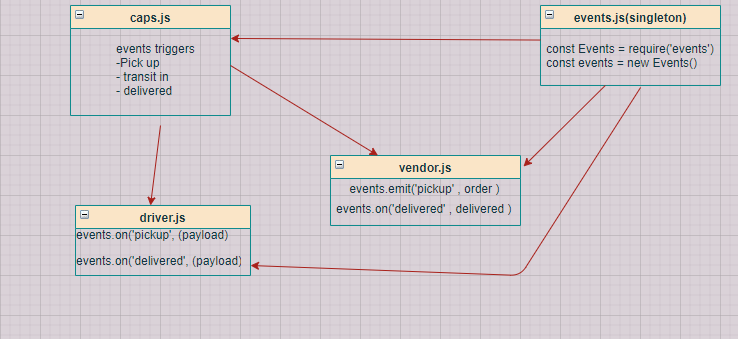 caps.js
events triggers
-Pick up
- transit in
- delivered
events.js(singleton)
const Events = require('events')
const events = new Events()
vendor.js
events.emit('pickup' , order )
events.on('delivered' , delivered )
driver.js
events.on('pickup', (payload)
events.on('delivered', (payload)